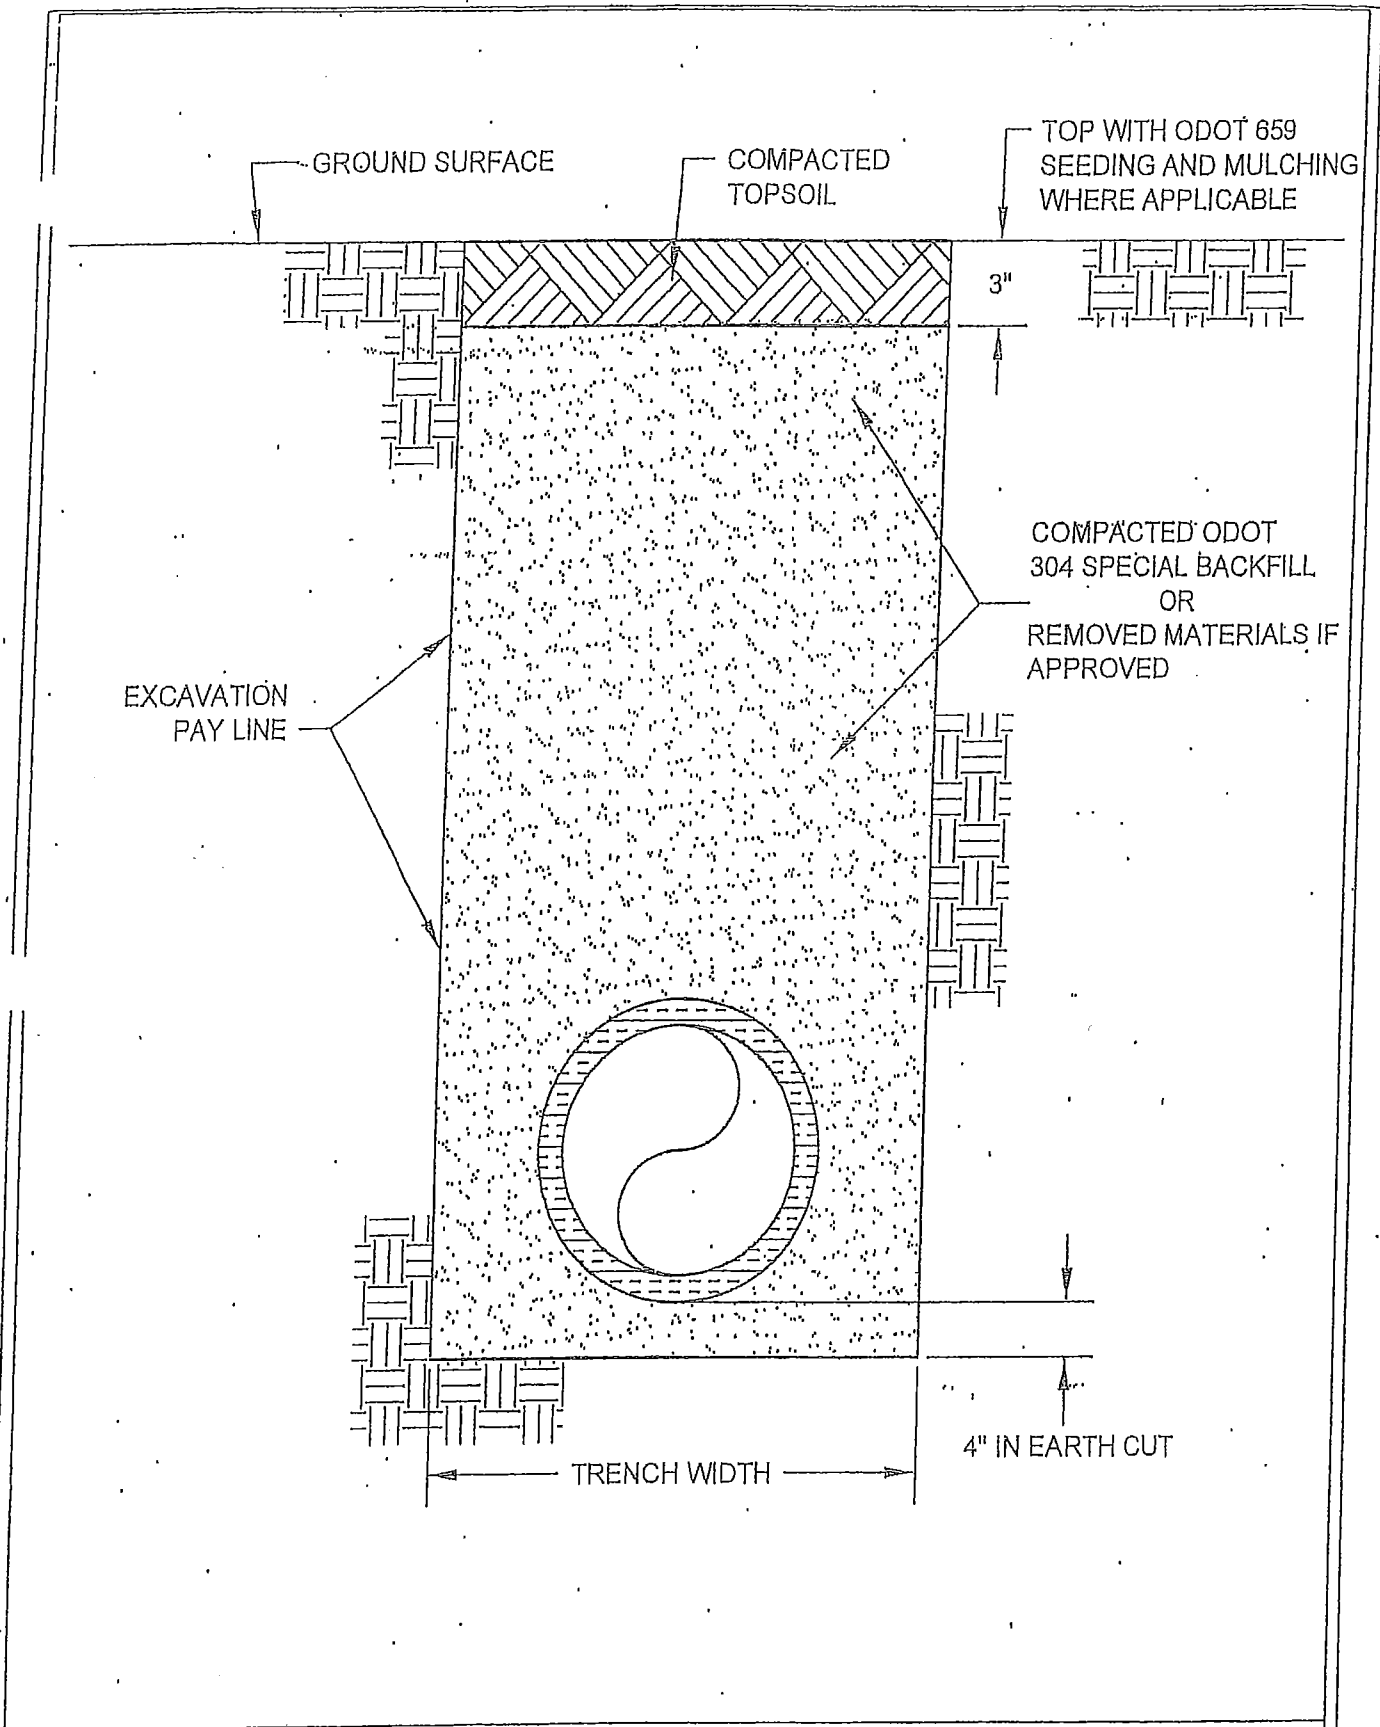 GROUND SURFACE
COMPACTED
TOPSOIL
TOP WITH ODOT 659
SEEDING AND MULCHING
WHERE APPLICABLE
3"
COMPACTED ODOT
304 SPECIAL BACKFILL
OR
REMOVED MATERIALS IF
APPROVED
EXCAVATION
PAY LINE
4" IN EARTH CUT
TRENCH WIDTH